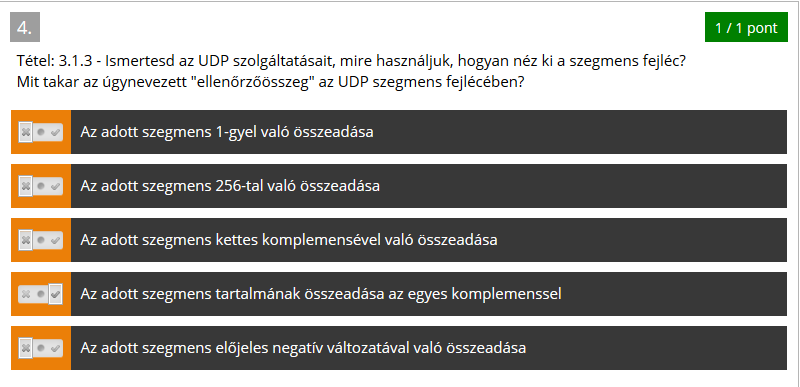 4.
1 / 1 pont
Tétel: 3.1.3 - Ismertesd az UDP szolgáltatásait, mire használjuk, hogyan néz ki a szegmens fejléc?
Mit takar az úgynevezett "ellenőrzőösszeg" az UDP szegmens fejlécében?
Az adott szegmens 1-gyel való összeadása
Az adott szegmens 256-tal való összeadása
Az adott szegmens kettes komplemensével való összeadása
Az adott szegmens tartalmának összeadása az egyes komplemenssel
Az adott szegmens előjeles negatív változatával való összeadása